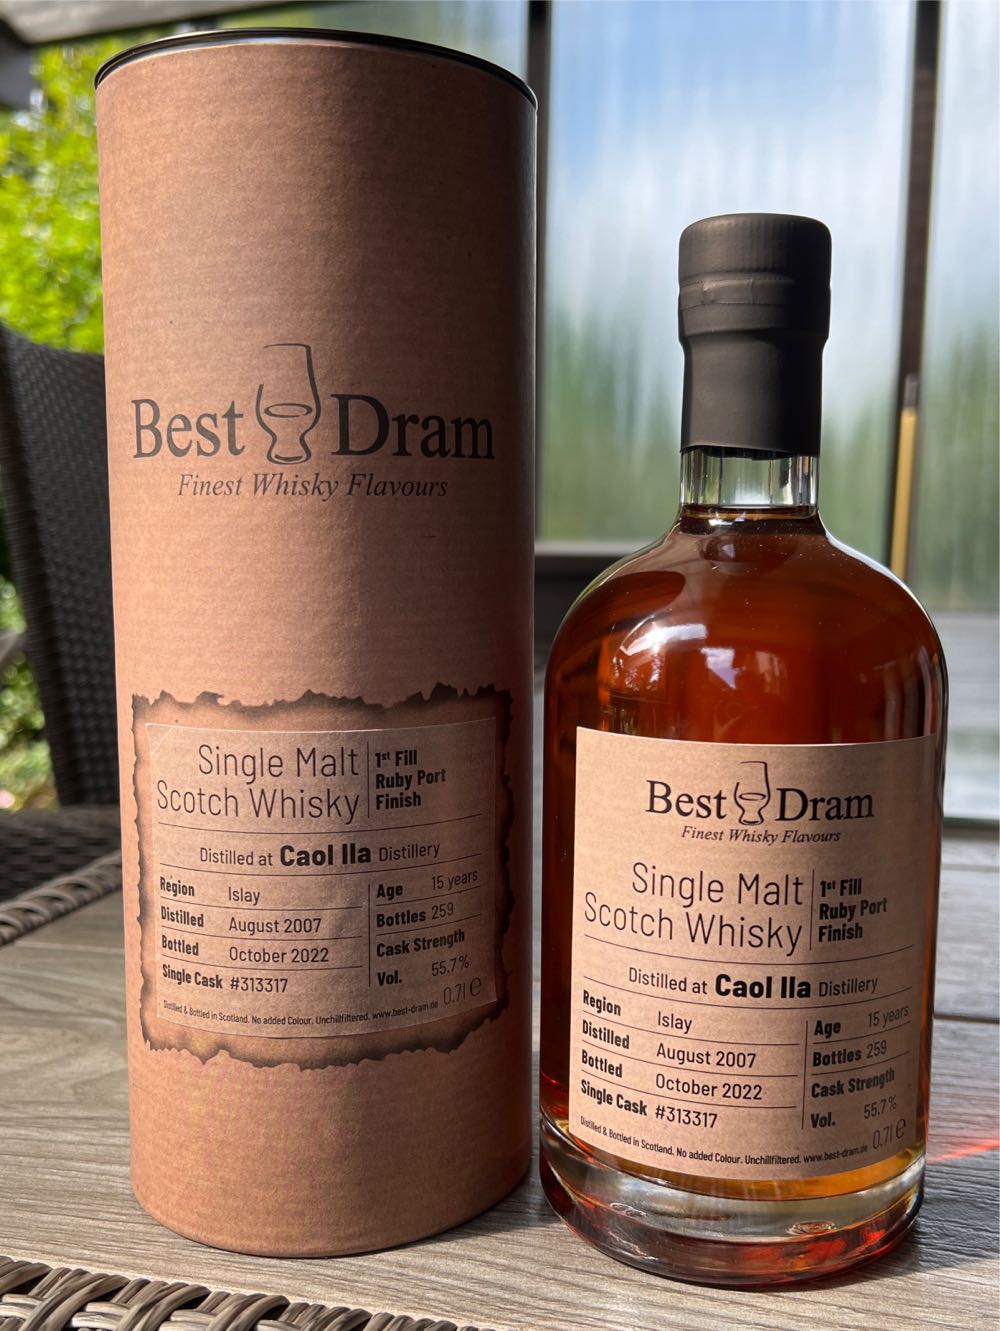 Best Dram
Finest Whisky Flavours
Single Malt
Scotch Whisky
1st Fill
Ruby Port
Finish
Distilled at Caol Ila Distillery
Region Islay
Distilled August 2007
Bottled October 2022
Single Cask #313317
Age 15 years
Bottles 259
Cask Strength
Vol. 55.7%
Distilled & Bottled in Scotland. No added Colour. Unchillfiltered. www.best-dram.de 0.7l ℮
Best Dram
Finest Whisky Flavours
Single Malt
Scotch Whisky
1st Fill
Ruby Port
Finish
Distilled at Caol Ila Distillery
Region Islay
Distilled August 2007
Bottled October 2022
Single Cask #313317
Age 15 years
Bottles 259
Cask Strength
Vol. 55.7%
Distilled & Bottled in Scotland. No added Colour. Unchillfiltered. www.best-dram.de 0.7l ℮